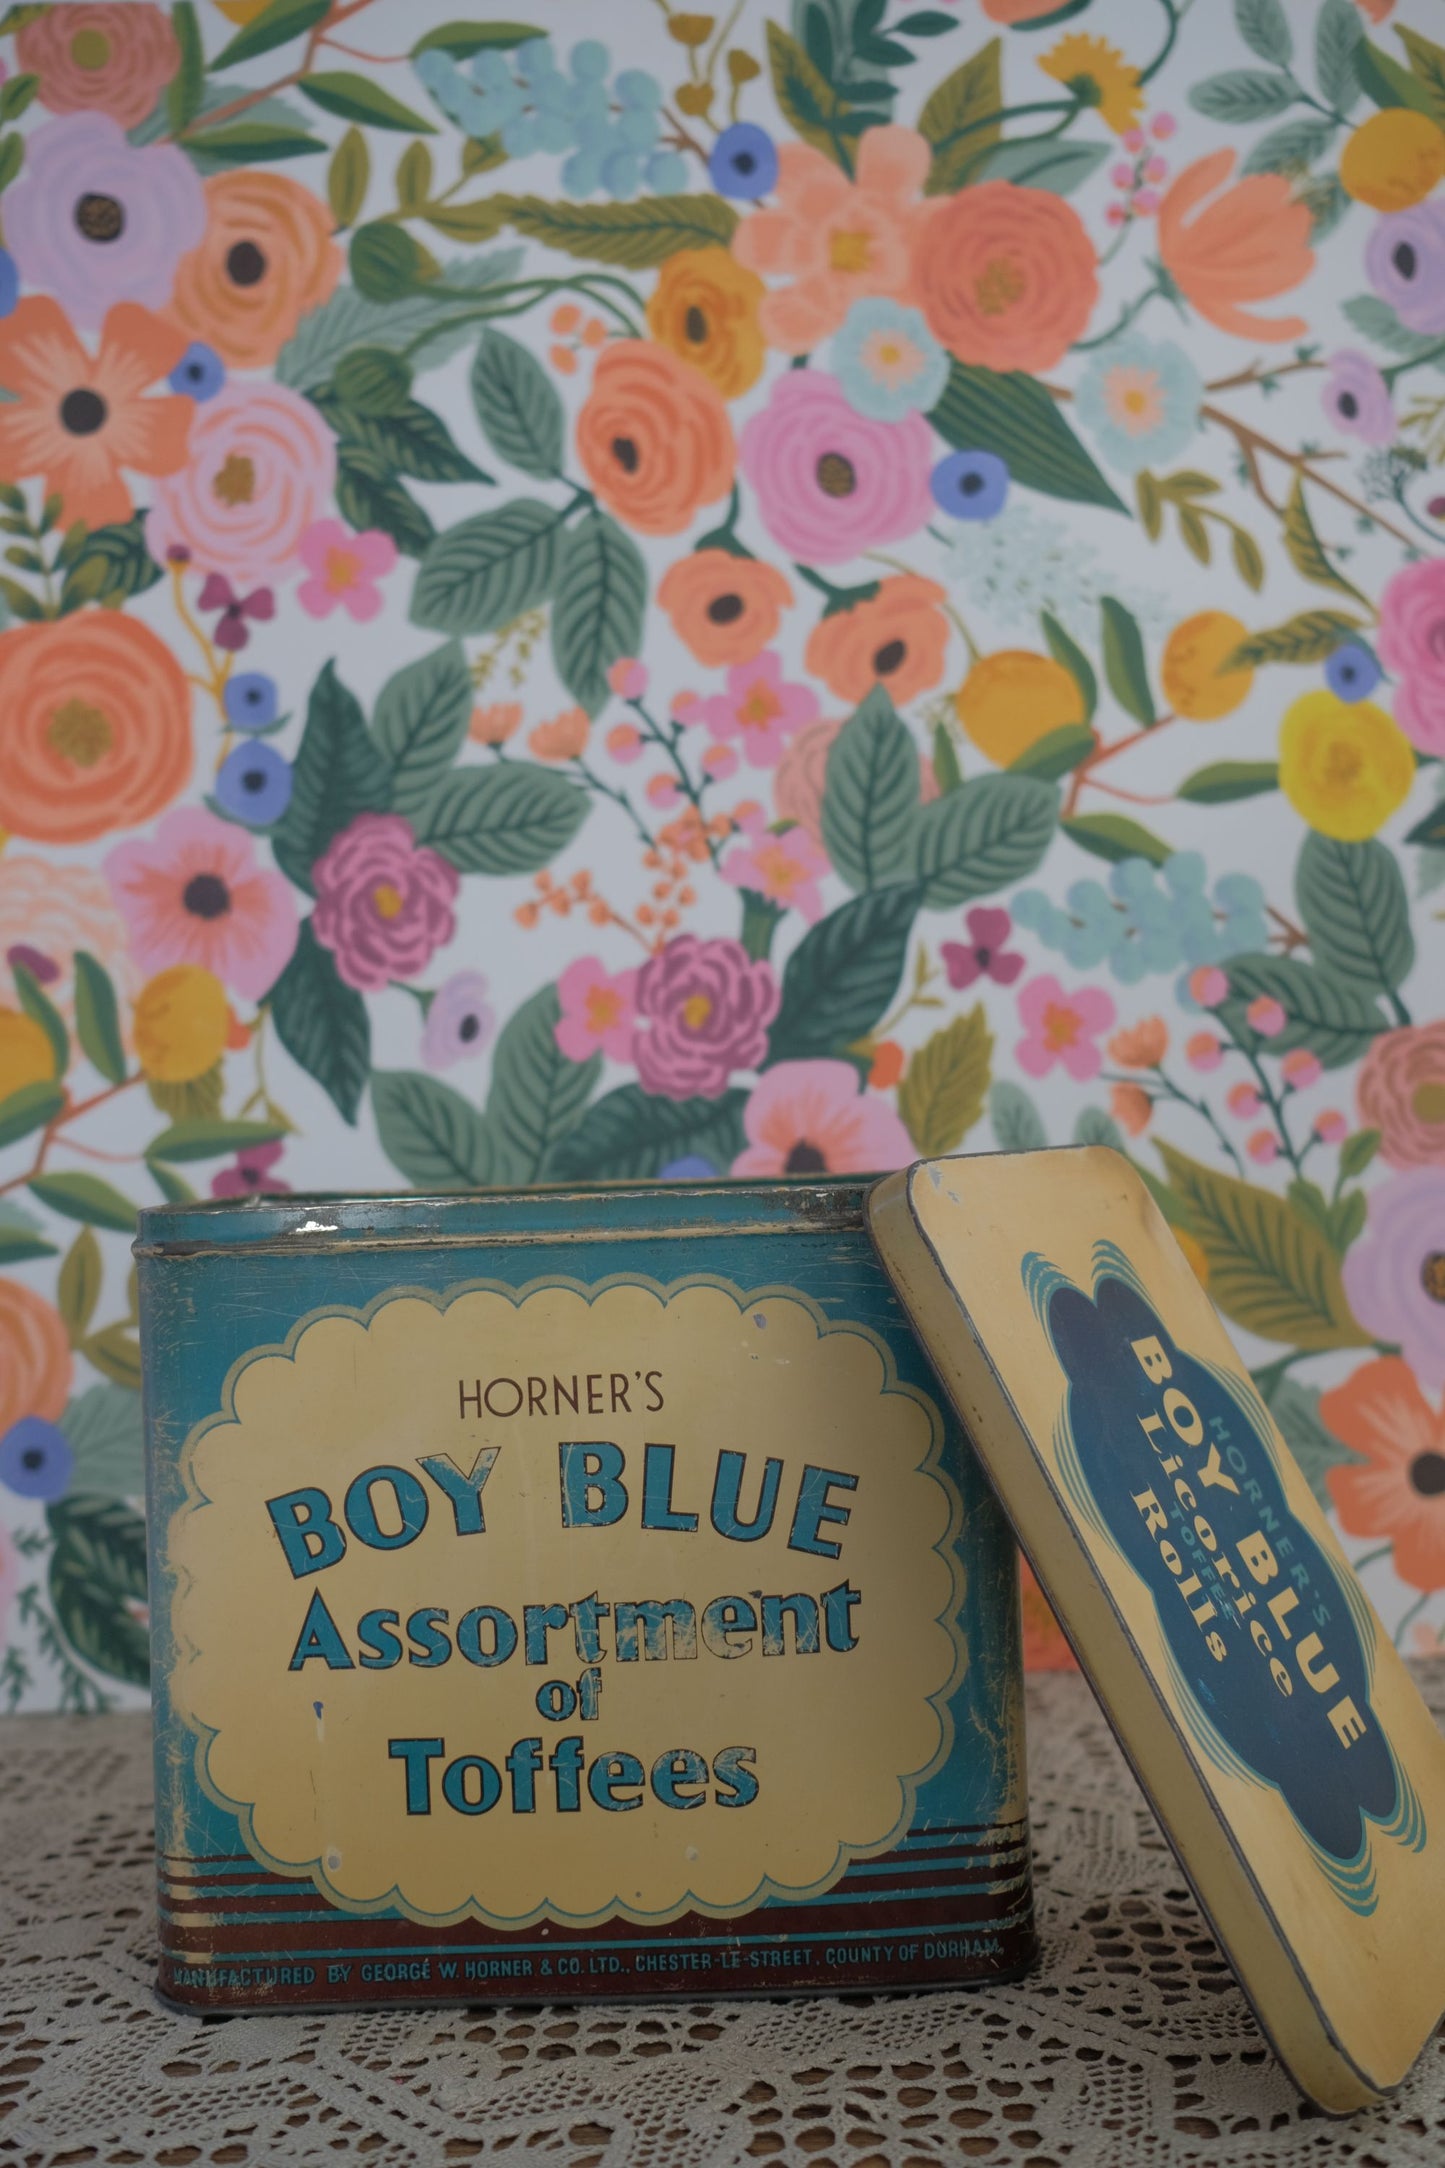 HORNER'S
BOY BLUE
Assortment
of
Toffees
MANUFACTURED BY GEORGE W. HORNER & CO. LTD., CHESTER-LE-STREET, COUNTY OF DURHAM.
HORNER'S
BOY BLUE
TOFFEE
Licorice
Rolls